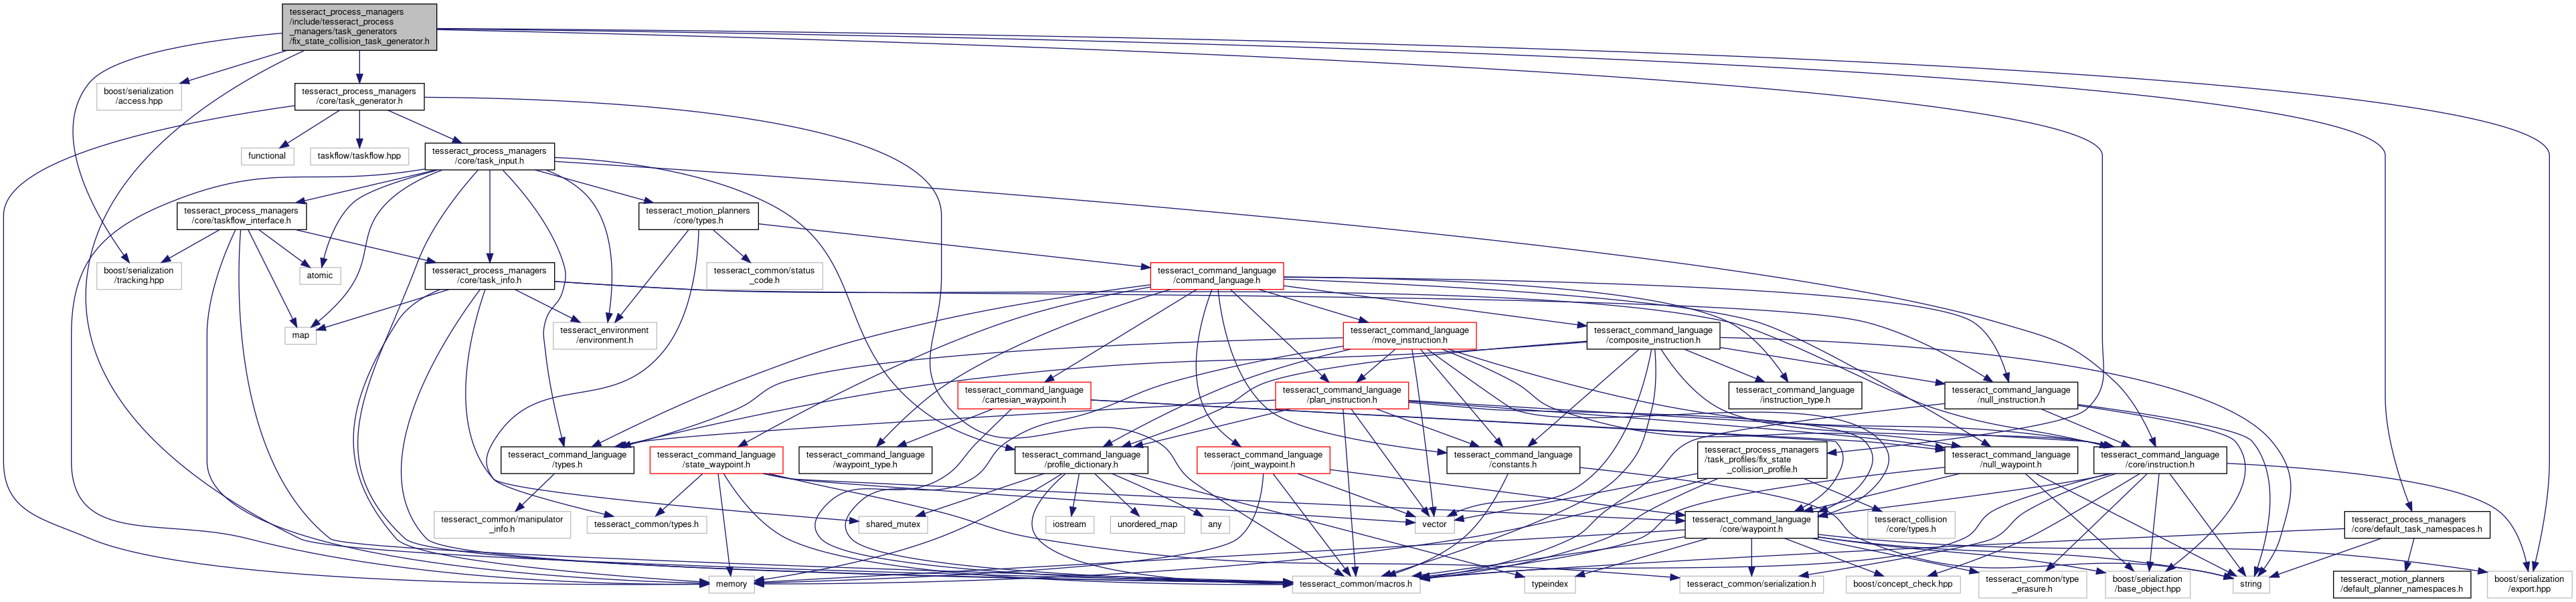 tesseract_process_managers
/include/tesseract_process
_managers/task_generators
/fix_state_collision_task_generator.h
boost/serialization
/access.hpp
tesseract_process_managers
/core/task_generator.h
functional
taskflow/taskflow.hpp
tesseract_process_managers
/core/task_input.h
tesseract_process_managers
/core/taskflow_interface.h
tesseract_motion_planners
/core/types.h
boost/serialization
/tracking.hpp
atomic
tesseract_process_managers
/core/task_info.h
tesseract_common/status
_code.h
tesseract_command_language
/command_language.h
map
tesseract_environment
/environment.h
tesseract_command_language
/move_instruction.h
tesseract_command_language
/composite_instruction.h
tesseract_command_language
/cartesian_waypoint.h
tesseract_command_language
/plan_instruction.h
tesseract_command_language
/instruction_type.h
tesseract_command_language
/null_instruction.h
tesseract_command_language
/types.h
tesseract_command_language
/state_waypoint.h
tesseract_command_language
/waypoint_type.h
tesseract_command_language
/profile_dictionary.h
tesseract_command_language
/joint_waypoint.h
tesseract_command_language
/constants.h
tesseract_process_managers
/task_profiles/fix_state
_collision_profile.h
tesseract_command_language
/null_waypoint.h
tesseract_command_language
/core/instruction.h
tesseract_common/manipulator
_info.h
tesseract_common/types.h
shared_mutex
iostream
unordered_map
any
vector
tesseract_command_language
/core/waypoint.h
tesseract_collision
/core/types.h
tesseract_process_managers
/core/default_task_namespaces.h
memory
tesseract_common/macros.h
typeindex
tesseract_common/serialization.h
boost/concept_check.hpp
tesseract_common/type
_erasure.h
boost/serialization
/base_object.hpp
string
tesseract_motion_planners
/default_planner_namespaces.h
boost/serialization
/export.hpp